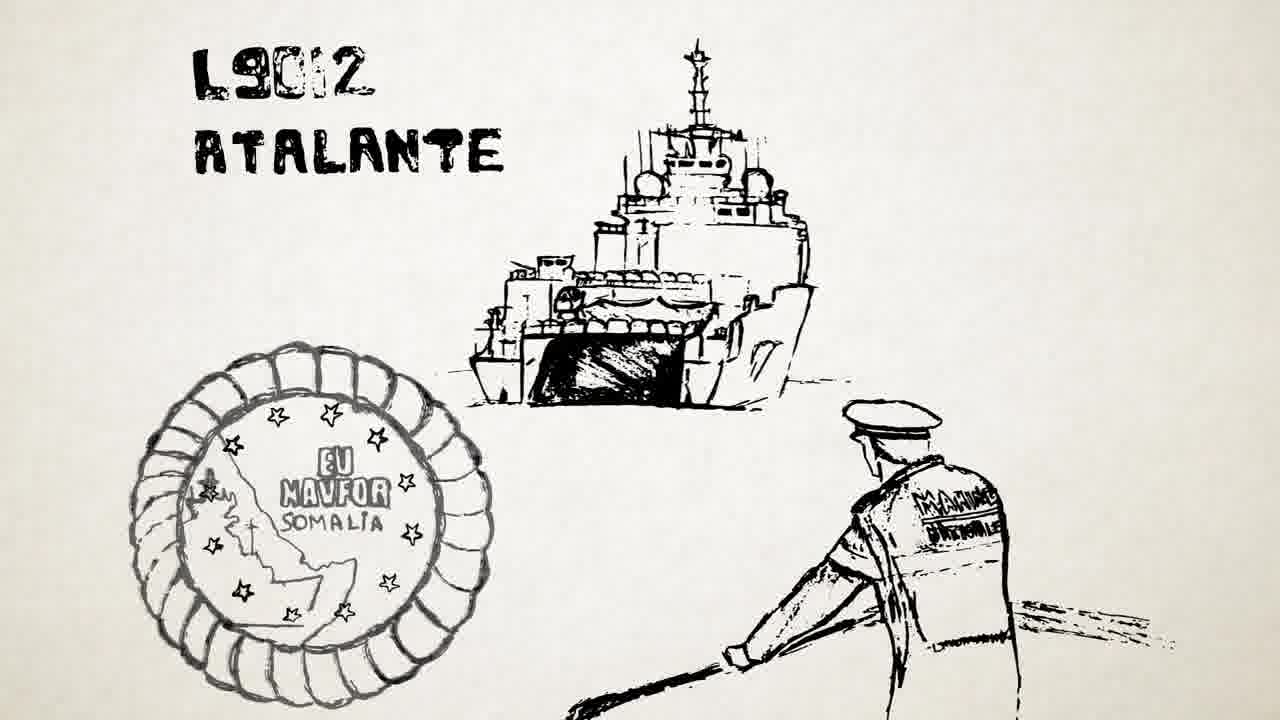 L9012
ATALANTE
EU
NAVFOR
SOMALIA
MARINE
NATIONALE